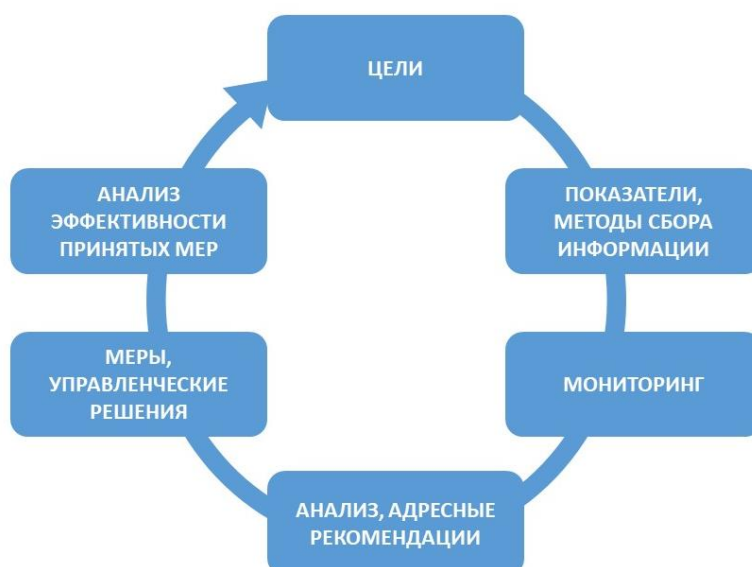 ЦЕЛИ
ПОКАЗАТЕЛИ,
МЕТОДЫ СБОРА
ИНФОРМАЦИИ
МОНИТОРИНГ
АНАЛИЗ, АДРЕСНЫЕ
РЕКОМЕНДАЦИИ
МЕРЫ,
УПРАВЛЕНЧЕСКИЕ
РЕШЕНИЯ
АНАЛИЗ
ЭФФЕКТИВНОСТИ
ПРИНЯТЫХ МЕР